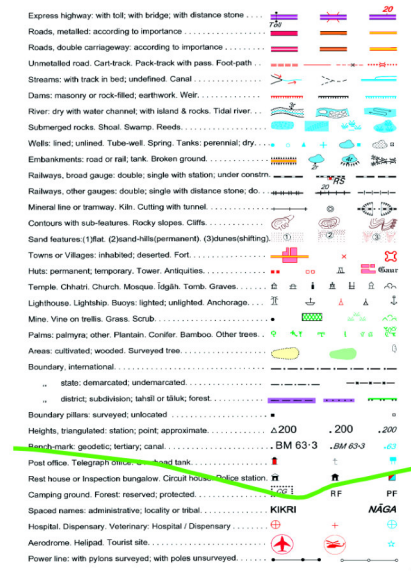 Express highway: with toll; with bridge; with distance stone . . . . Toll 20
Roads, metalled: according to importance
Roads, double carriageway: according to importance
Unmetalled road. Cart-track. Pack-track with pass. Foot-path
Streams: with track in bed; undefined. Canal
Dams: masonry or rock-filled; earthwork. Weir.
River: dry with water channel; with island & rocks. Tidal river.
Submerged rocks. Shoal. Swamp. Reeds.
Wells: lined; unlined. Tube-well. Spring. Tanks: perennial; dry.
Embankments: road or rail; tank. Broken ground.
Railways, broad gauge: double; single with station; under constrn. RS
Railways, other gauges: double; single with distance stone; do. 20
Mineral line or tramway. Kiln. Cutting with tunnel.
Contours with sub-features. Rocky slopes. Cliffs.
Sand features:(1)flat. (2)sand-hills(permanent). (3)dunes(shifting). 1 2 3
Towns or Villages: inhabited; deserted. Fort.
Huts: permanent; temporary. Tower. Antiquities. Gaur
Temple. Chhatri. Church. Mosque. Īdgāh. Tomb. Graves.
Lighthouse. Lightship. Buoys: lighted; unlighted. Anchorage.
Mine. Vine on trellis. Grass. Scrub.
Palms: palmyra; other. Plantain. Conifer. Bamboo. Other trees.
Areas: cultivated; wooded. Surveyed tree.
Boundary, international.
,, state: demarcated; undemarcated.
,, district; subdivision; tahsīl or tāluk; forest.
Boundary pillars: surveyed; unlocated
Heights, triangulated: station; point; approximate. △200 .200 .200
Bench-mark: geodetic; tertiary; canal. .BM 63·3 .BM 63·3 .63
Post office. Telegraph office. Overhead tank.
Rest house or Inspection bungalow. Circuit house. Police station.
Camping ground. Forest: reserved; protected. CG RF PF
Spaced names: administrative; locality or tribal. KIKRI NĀGA
Hospital. Dispensary. Veterinary: Hospital / Dispensary
Aerodrome. Helipad. Tourist site.
Power line: with pylons surveyed; with poles unsurveyed.